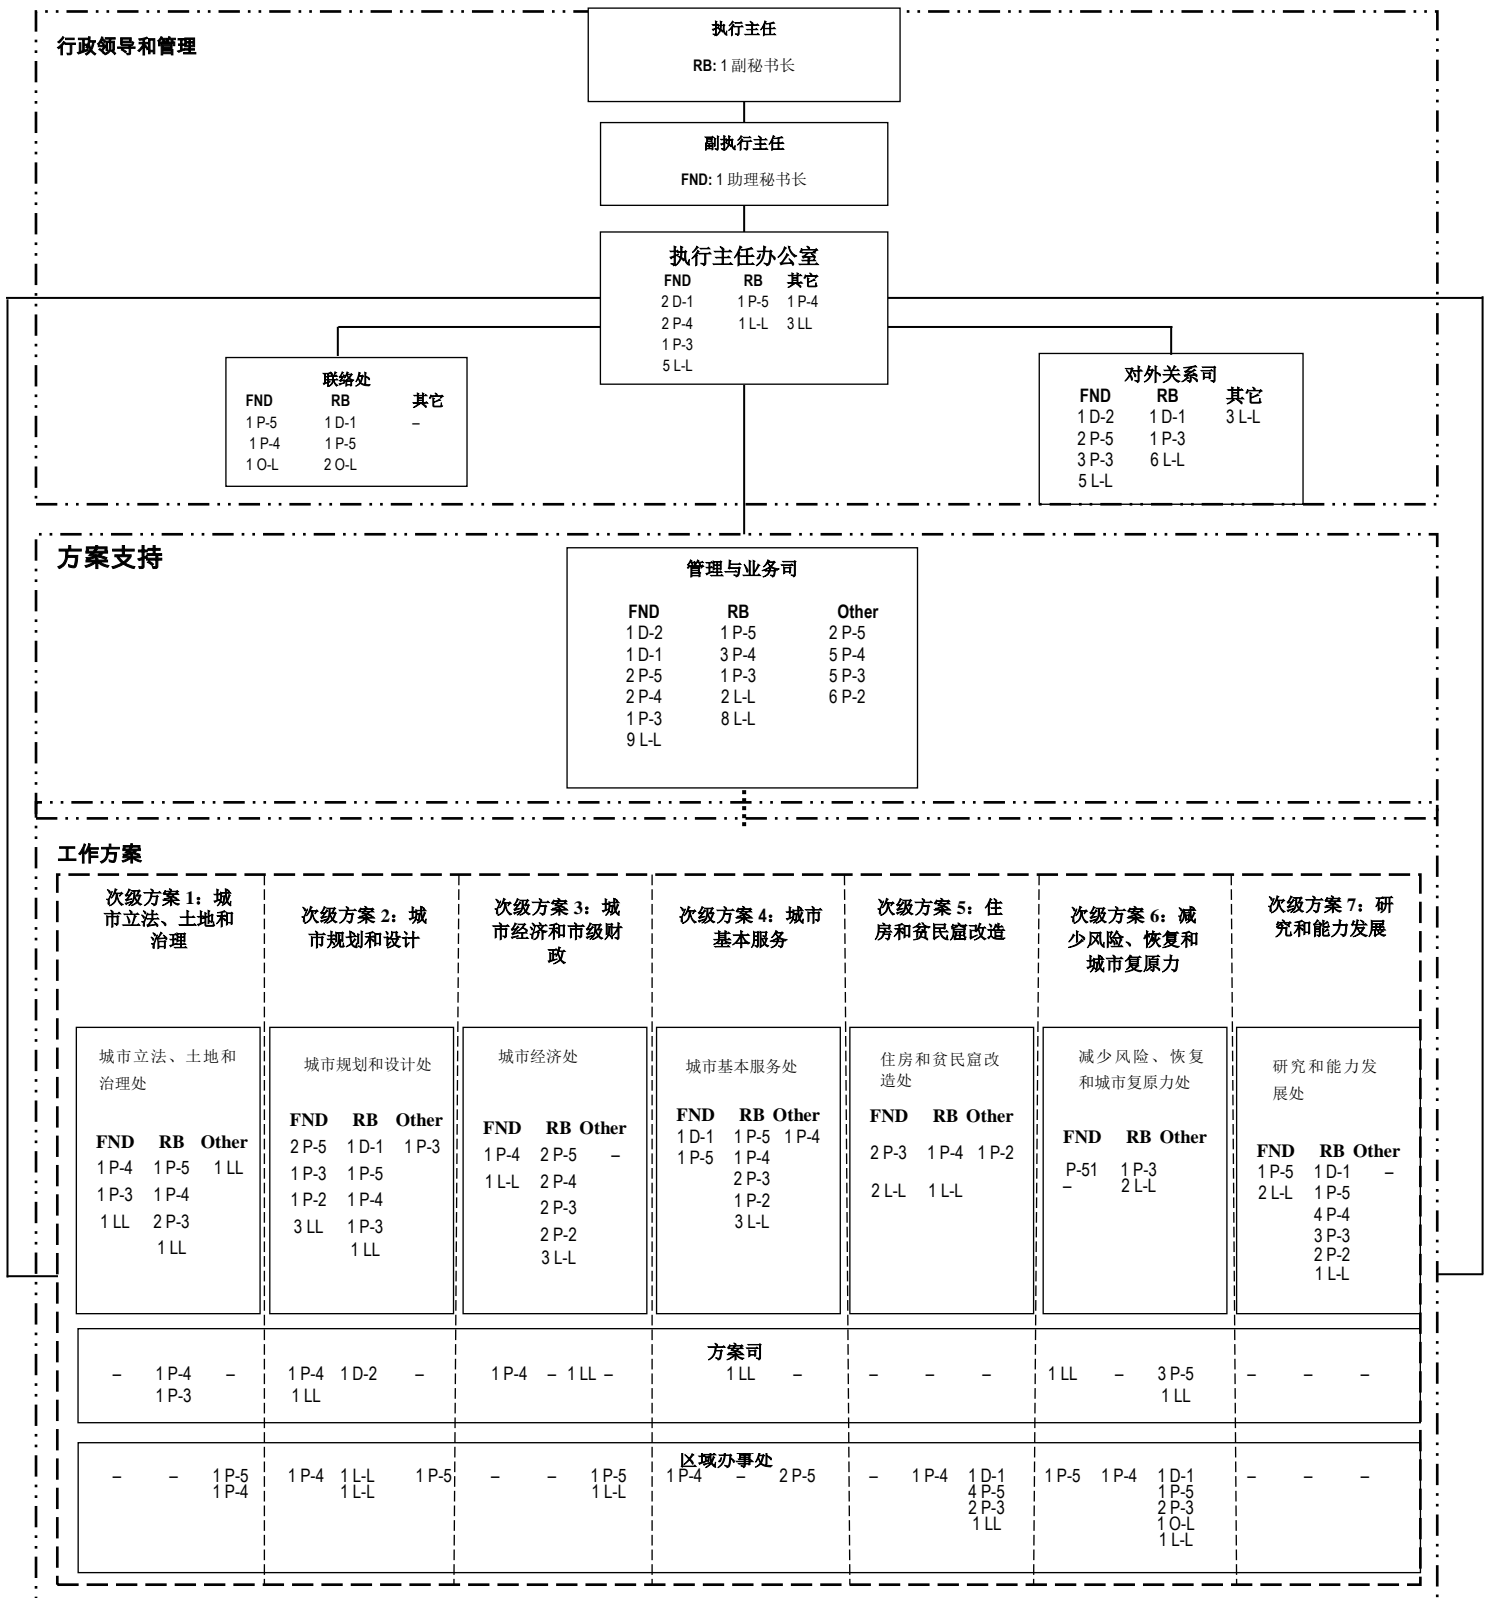 行政领导和管理
执行主任
RB: 1 副秘书长
副执行主任
FND: 1 助理秘书长
执行主任办公室
FND RB 其它
2 D-1 1 P-5 1 P-4
2 P-4 1 L-L 3 LL
1 P-3
5 L-L
联络处
FND RB 其它
1 P-5 1 D-1 –
1 P-4 1 P-5
1 O-L 2 O-L
对外关系司
FND RB 其它
1 D-2 1 D-1 3 L-L
2 P-5 1 P-3
3 P-3 6 L-L
5 L-L
方案支持
管理与业务司
FND RB Other
1 D-2 1 P-5 2 P-5
1 D-1 3 P-4 5 P-4
2 P-5 1 P-3 5 P-3
2 P-4 2 L-L 6 P-2
1 P-3 8 L-L
9 L-L
工作方案
次级方案 1：城
市立法、土地和
治理
次级方案 2：城
市规划和设计
次级方案 3：城
市经济和市级财
政
次级方案 4：城市
基本服务
次级方案 5：住
房和贫民窟改造
次级方案 6：减
少风险、恢复和
城市复原力
次级方案 7：研
究和能力发展
城市立法、土地和
治理处
FND RB Other
1 P-4 1 P-5 1 LL
1 P-3 1 P-4
1 LL 2 P-3
1 LL
城市规划和设计处
FND RB Other
2 P-5 1 D-1 1 P-3
1 P-3 1 P-5
1 P-2 1 P-4
3 LL 1 P-3
1 LL
城市经济处
FND RB Other
1 P-4 2 P-5 –
1 L-L 2 P-4
2 P-3
2 P-2
3 L-L
城市基本服务处
FND RB Other
1 D-1 1 P-5 1 P-4
1 P-5 1 P-4
2 P-3
1 P-2
3 L-L
住房和贫民窟改
造处
FND RB Other
2 P-3 1 P-4 1 P-2
2 L-L 1 L-L
减少风险、恢复
和城市复原力处
FND RB Other
P-51 1 P-3
– 2 L-L
研究和能力发
展处
FND RB Other
1 P-5 1 D-1 –
2 L-L 1 P-5
4 P-4
3 P-3
2 P-2
1 L-L
方案司
– 1 P-4 – 1 P-4 1 D-2 – 1 P-4 – 1 LL – 1 LL – – – – 1 LL – 3 P-5 – – –
1 P-3 1 LL 1 LL
区域办事处
– – 1 P-5 1 P-4 1 L-L 1 P-5 – – 1 P-5 1 P-4 – 2 P-5 – 1 P-4 1 D-1 1 P-5 1 P-4 1 D-1 – – –
1 P-4 1 L-L 1 L-L 4 P-5 1 P-5
2 P-3 2 P-3
1 LL 1 O-L
1 L-L